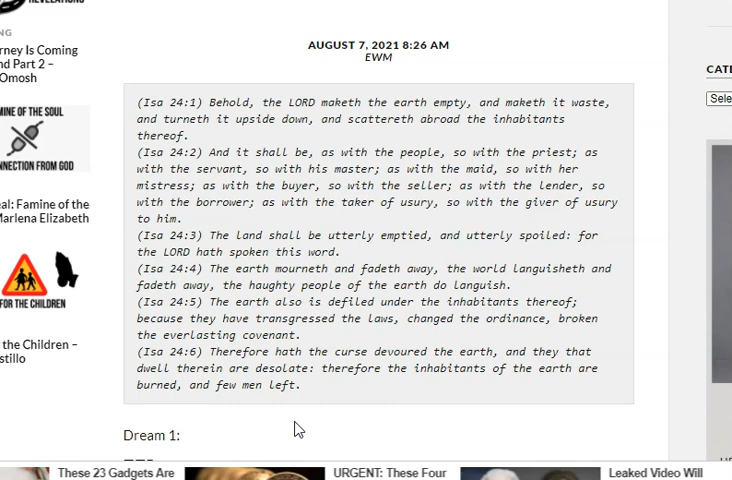 REVELATIONS
NG
rney Is Coming
nd Part 2 –
Omosh
MINE OF THE SOUL
NNECTION FROM GOD
eal: Famine of the
Marlena Elizabeth
FOR THE CHILDREN
the Children –
stillo
AUGUST 7, 2021 8:26 AM
EWM
(Isa 24:1) Behold, the LORD maketh the earth empty, and maketh it waste,
and turneth it upside down, and scattereth abroad the inhabitants
thereof.
(Isa 24:2) And it shall be, as with the people, so with the priest; as
with the servant, so with his master; as with the maid, so with her
mistress; as with the buyer, so with the seller; as with the lender, so
with the borrower; as with the taker of usury, so with the giver of usury
to him.
(Isa 24:3) The land shall be utterly emptied, and utterly spoiled: for
the LORD hath spoken this word.
(Isa 24:4) The earth mourneth and fadeth away, the world languisheth and
fadeth away, the haughty people of the earth do languish.
(Isa 24:5) The earth also is defiled under the inhabitants thereof;
because they have transgressed the laws, changed the ordinance, broken
the everlasting covenant.
(Isa 24:6) Therefore hath the curse devoured the earth, and they that
dwell therein are desolate: therefore the inhabitants of the earth are
burned, and few men left.
Dream 1:
CATE
Sele
These 23 Gadgets Are
URGENT: These Four
Leaked Video Will